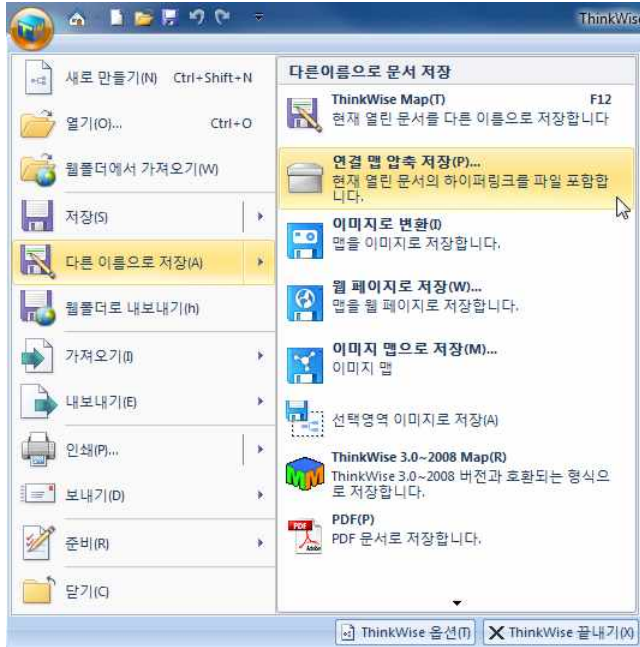 ThinkWise
새로 만들기(N) Ctrl+Shift+N
열기(O)... Ctrl+O
웹폴더에서 가져오기(W)
저장(S)
다른 이름으로 저장(A)
웹폴더로 내보내기(h)
가져오기(I)
내보내기(E)
인쇄(P)...
보내기(D)
준비(R)
닫기(C)
다른이름으로 문서 저장
ThinkWise Map(T) F12
현재 열린 문서를 다른 이름으로 저장합니다
연결 맵 압축 저장(P)...
현재 열린 문서의 하이퍼링크를 파일 포함합
니다.
이미지로 변환(I)
맵을 이미지로 저장합니다.
웹 페이지로 저장(W)...
맵을 웹 페이지로 저장합니다.
이미지 맵으로 저장(M)...
이미지 맵
선택영역 이미지로 저장(A)
ThinkWise 3.0~2008 Map(R)
ThinkWise 3.0~2008 버전과 호환되는 형식으
로 저장합니다.
PDF(P)
PDF 문서로 저장합니다.
ThinkWise 옵션(T) X ThinkWise 끝내기(X)